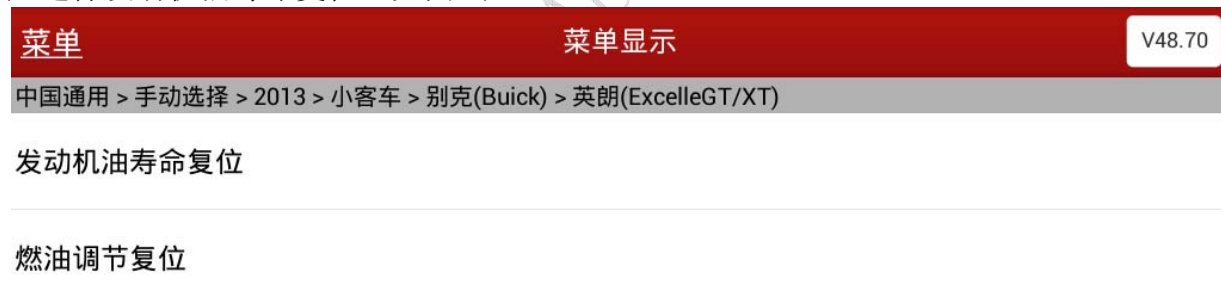 菜单
菜单显示
V48.70
中国通用 > 手动选择 > 2013 > 小客车 > 别克(Buick) > 英朗(ExcelleGT/XT)
发动机油寿命复位
燃油调节复位